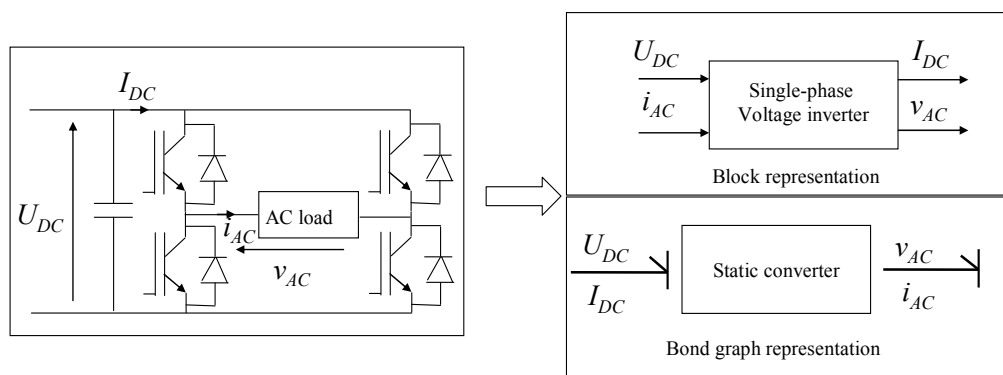 I_DC
U_DC
AC load
i_AC
v_AC
U_DC
i_AC
Single-phase
Voltage inverter
I_DC
v_AC
Block representation
U_DC
I_DC
Static converter
v_AC
i_AC
Bond graph representation